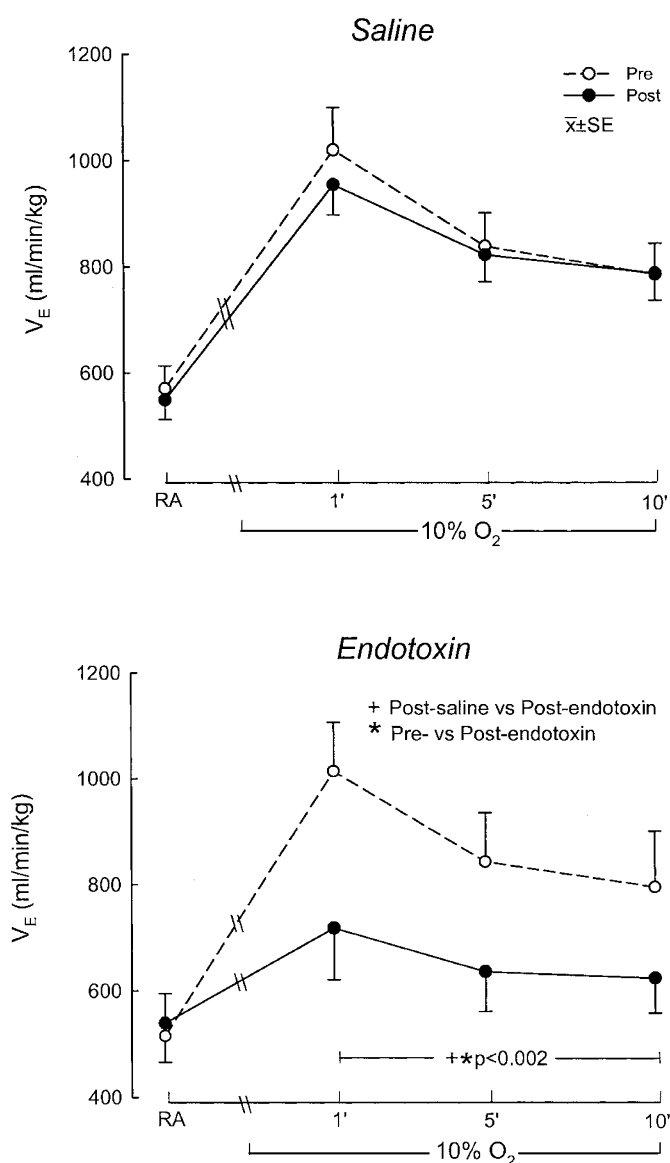 Saline
1200
Pre
Post
x̄±SE
1000
800
600
400
V_E (ml/min/kg)
RA
1'
5'
10'
10% O₂
Endotoxin
1200
+ Post-saline vs Post-endotoxin
* Pre- vs Post-endotoxin
1000
800
600
400
V_E (ml/min/kg)
+*p<0.002
RA
1'
5'
10'
10% O₂